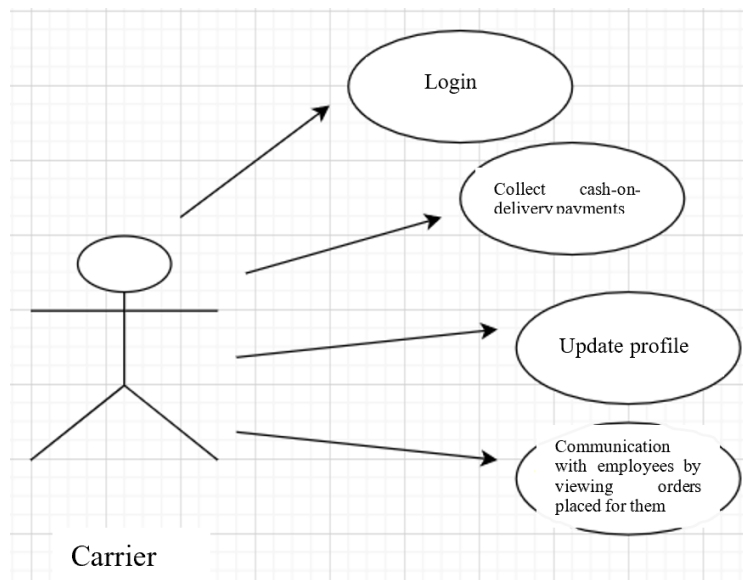 Login
Collect cash-on-
delivery payments
Update profile
Communication
with employees by
viewing orders
placed for them
Carrier